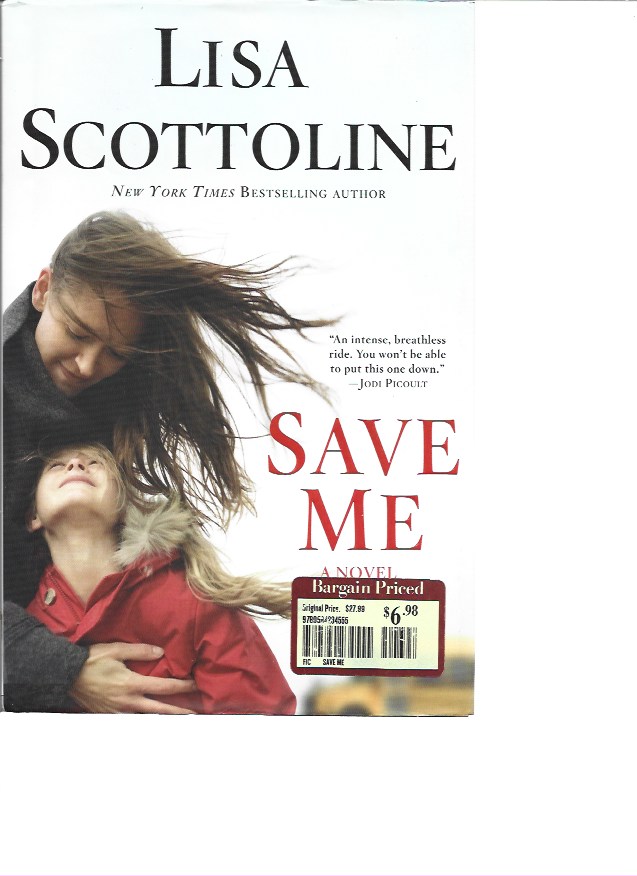 LISA
SCOTTOLINE
NEW YORK TIMES BESTSELLING AUTHOR
“An intense, breathless
ride. You won’t be able
to put this one down.”
—JODI PICOULT
SAVE
ME
A NOVEL
Bargain Priced
Original Price. $27.99
$6.98
FIC SAVE ME